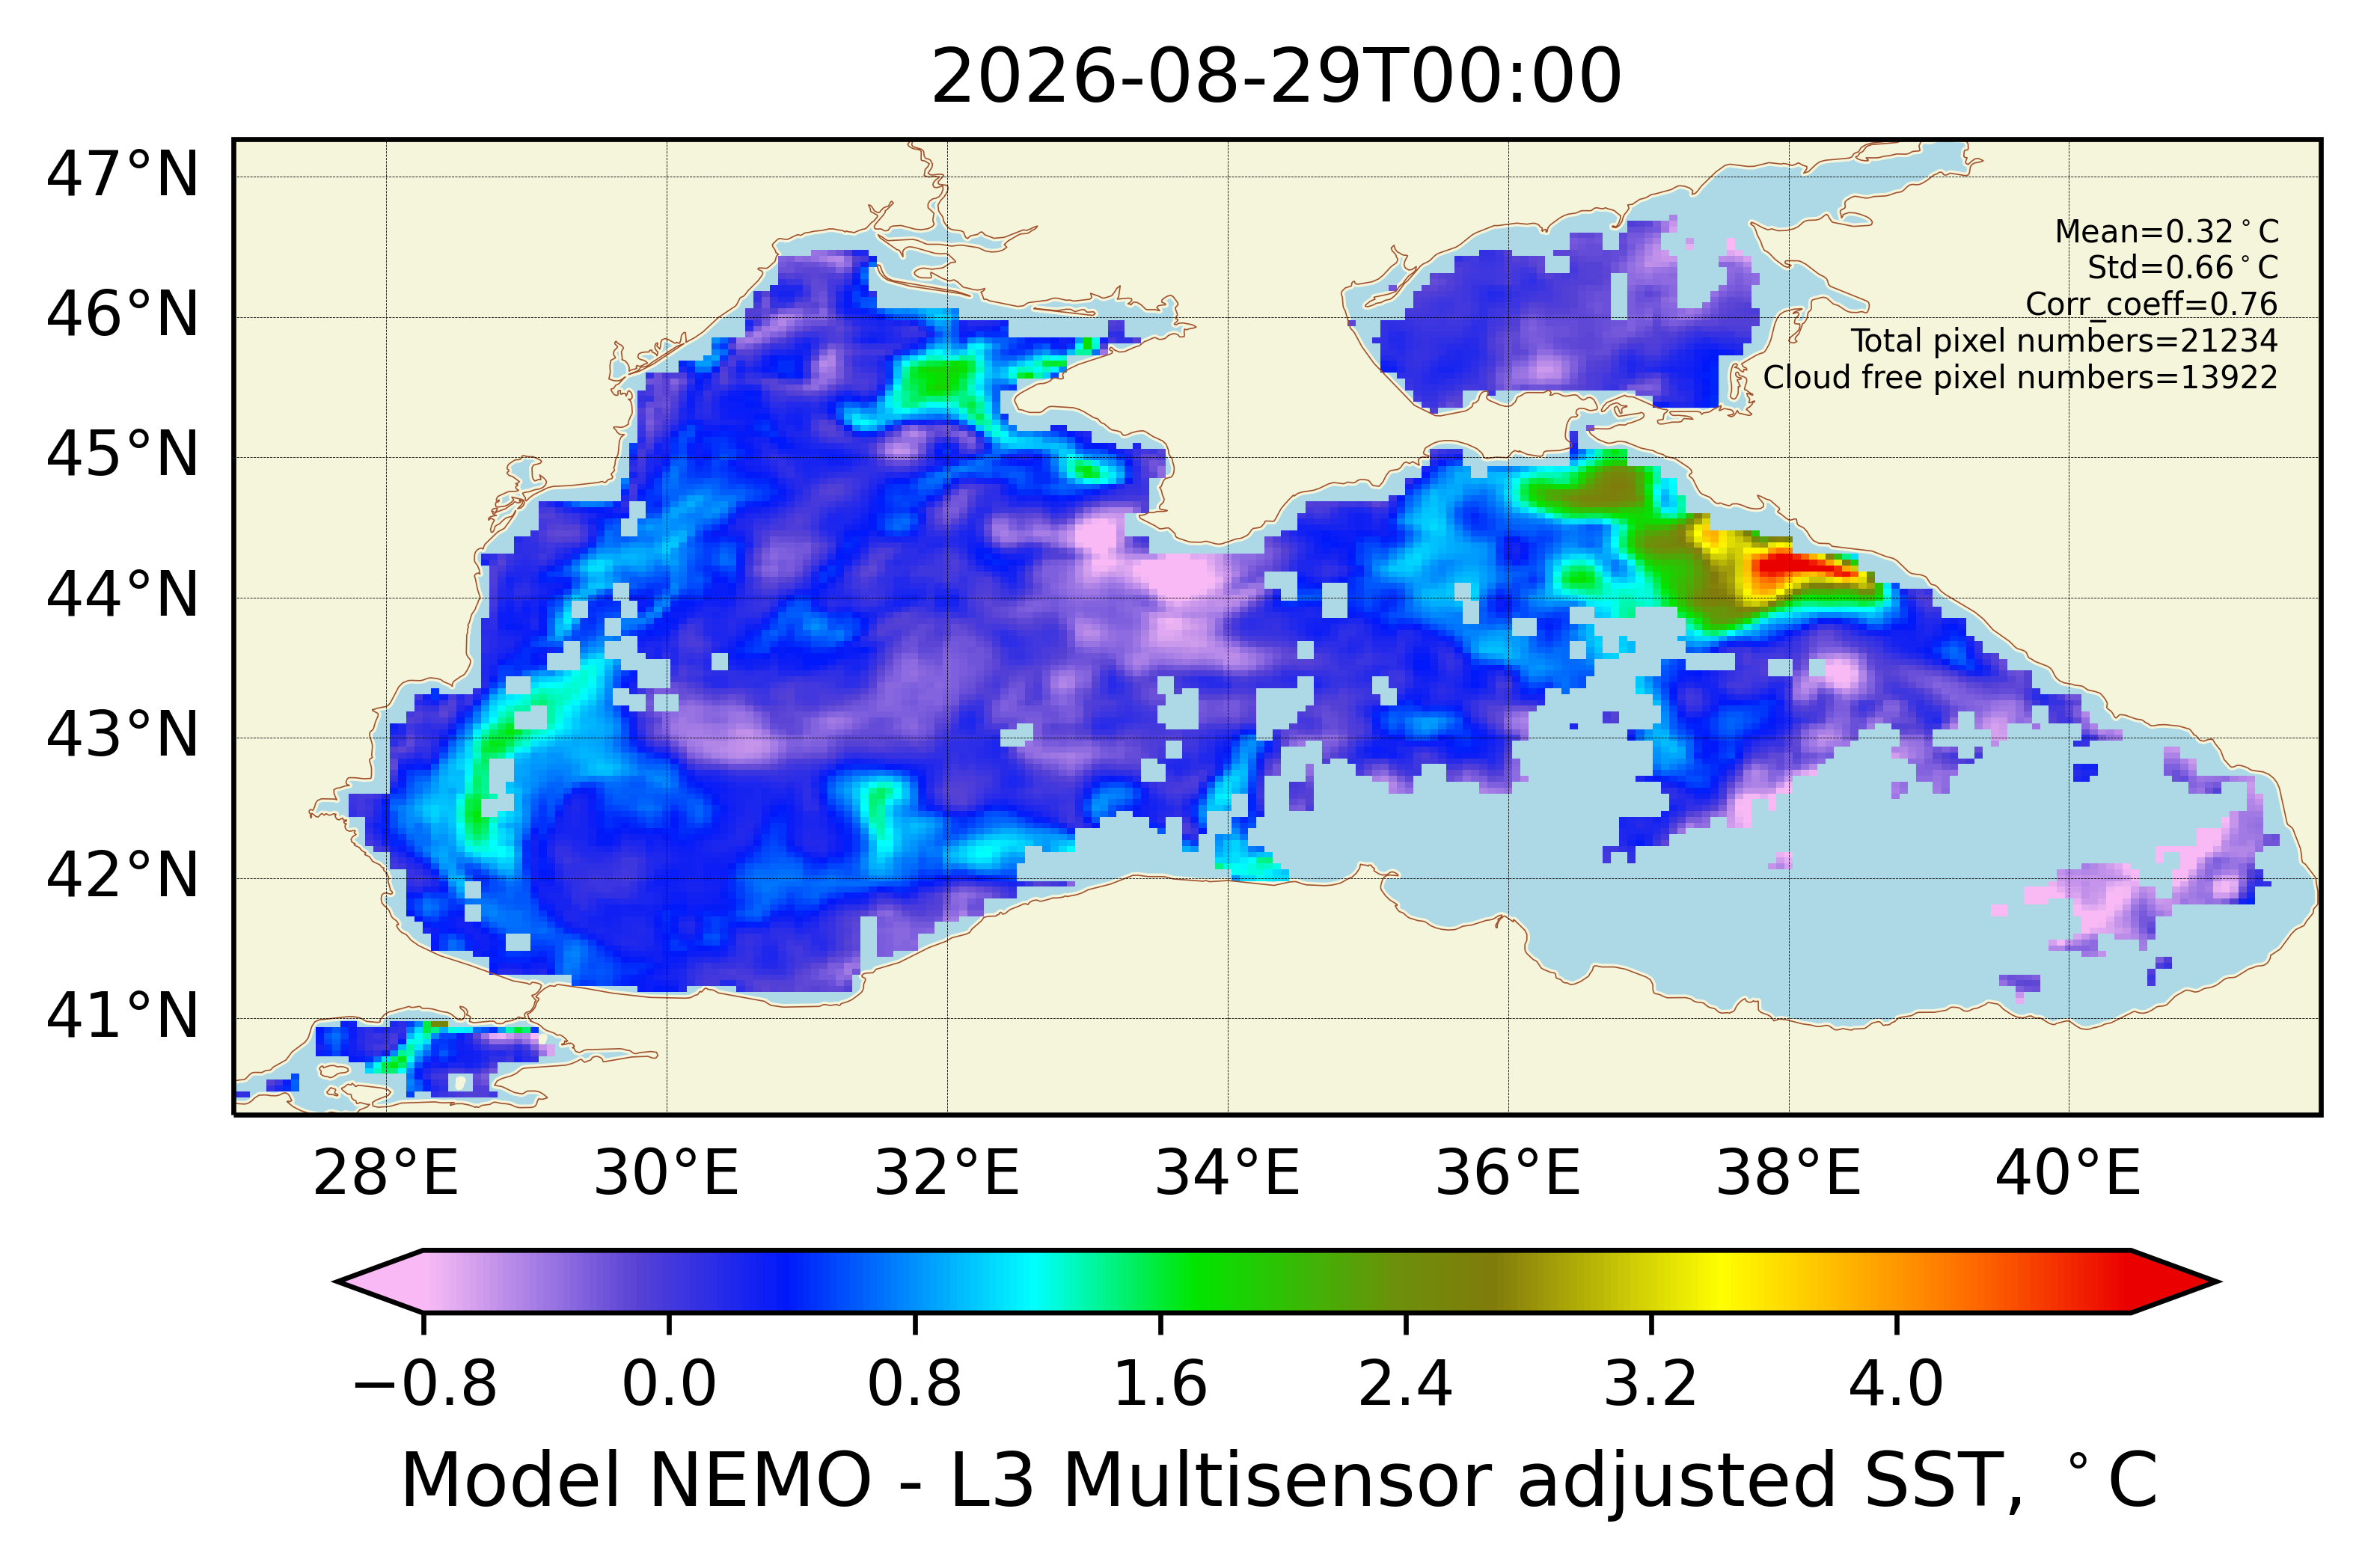 2026-08-29T00:00
47°N
46°N
45°N
44°N
43°N
42°N
41°N
Mean=0.32°C
Std=0.66°C
Corr_coeff=0.76
Total pixel numbers=21234
Cloud free pixel numbers=13922
28°E 30°E 32°E 34°E 36°E 38°E 40°E
−0.8 0.0 0.8 1.6 2.4 3.2 4.0
Model NEMO - L3 Multisensor adjusted SST, °C